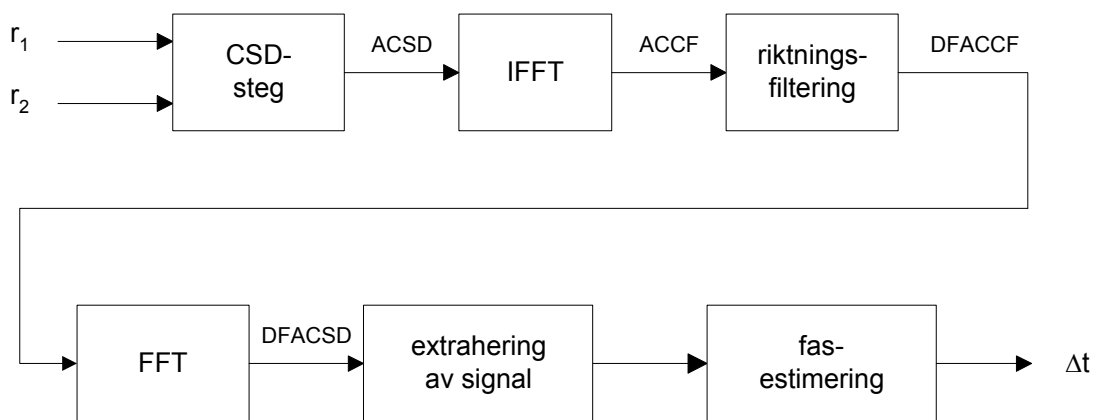 r1
r2
CSD-
steg
ACSD
IFFT
ACCF
riktnings-
filtering
DFACCF
FFT
DFACSD
extrahering
av signal
fas-
estimering
Δt